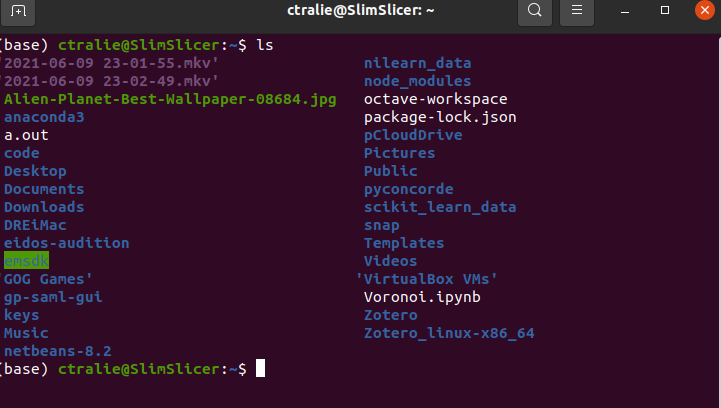 ctralie@SlimSlicer: ~
(base) ctralie@SlimSlicer:~$ ls
'2021-06-09 23-01-55.mkv' nilearn_data
'2021-06-09 23-02-49.mkv' node_modules
Alien-Planet-Best-Wallpaper-08684.jpg octave-workspace
anaconda3 package-lock.json
a.out pCloudDrive
code Pictures
Desktop Public
Documents pyconcorde
Downloads scikit_learn_data
DREiMac snap
eidos-audition Templates
emsdk Videos
'GOG Games' 'VirtualBox VMs'
gp-saml-gui Voronoi.ipynb
keys Zotero
Music Zotero_linux-x86_64
netbeans-8.2
(base) ctralie@SlimSlicer:~$